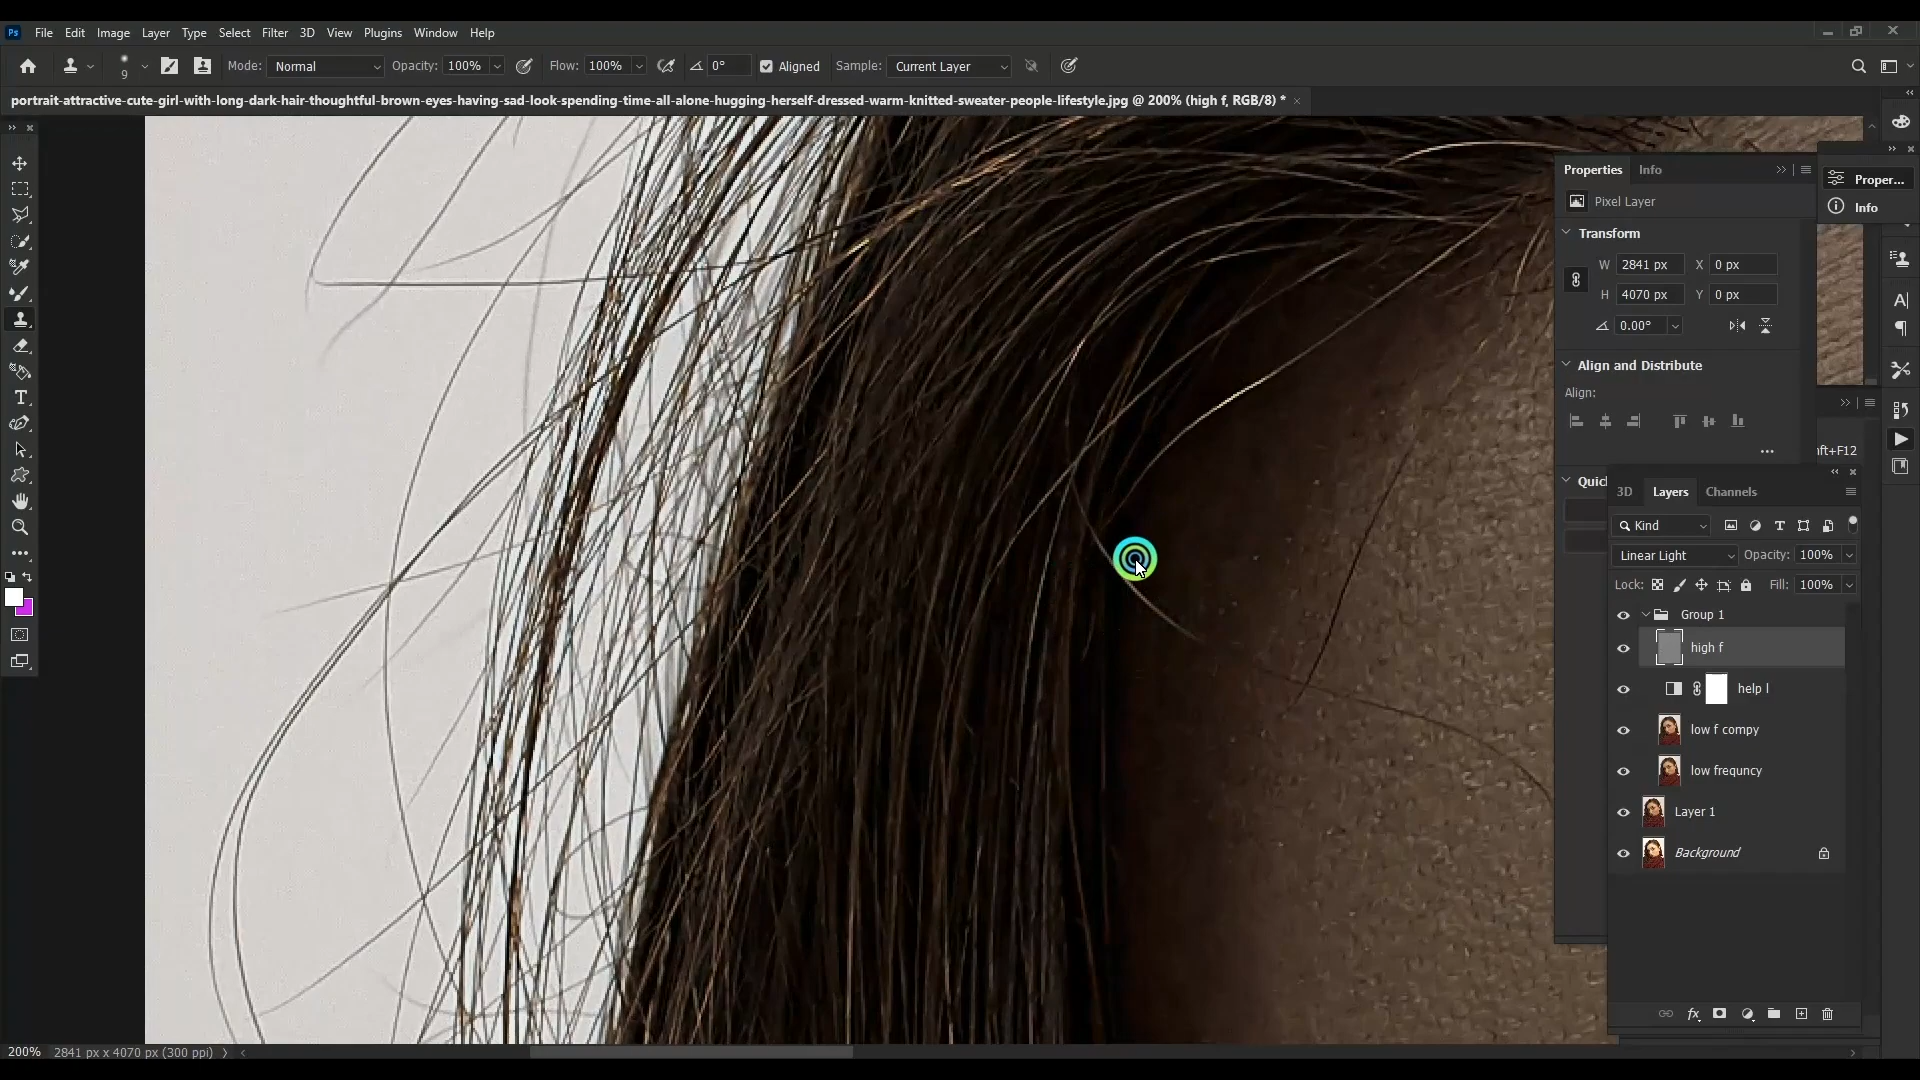 Ps File Edit Image Layer Type Select Filter 3D View Plugins Window Help
9 Mode: Normal Opacity: 100% Flow: 100% 0° Aligned Sample: Current Layer
portrait-attractive-cute-girl-with-long-dark-hair-thoughtful-brown-eyes-having-sad-look-spending-time-all-alone-hugging-herself-dressed-warm-knitted-sweater-people-lifestyle.jpg @ 200% (high f, RGB/8) *
Properties Info
Proper...
Pixel Layer
Info
Transform
W 2841 px X 0 px
H 4070 px Y 0 px
0.00°
Align and Distribute
Align:
ift+F12
Quic
3D Layers Channels
Kind
Linear Light Opacity: 100%
Lock: Fill: 100%
Group 1
high f
help l
low f compy
low frequncy
Layer 1
Background
200% 2841 px x 4070 px (300 ppi)